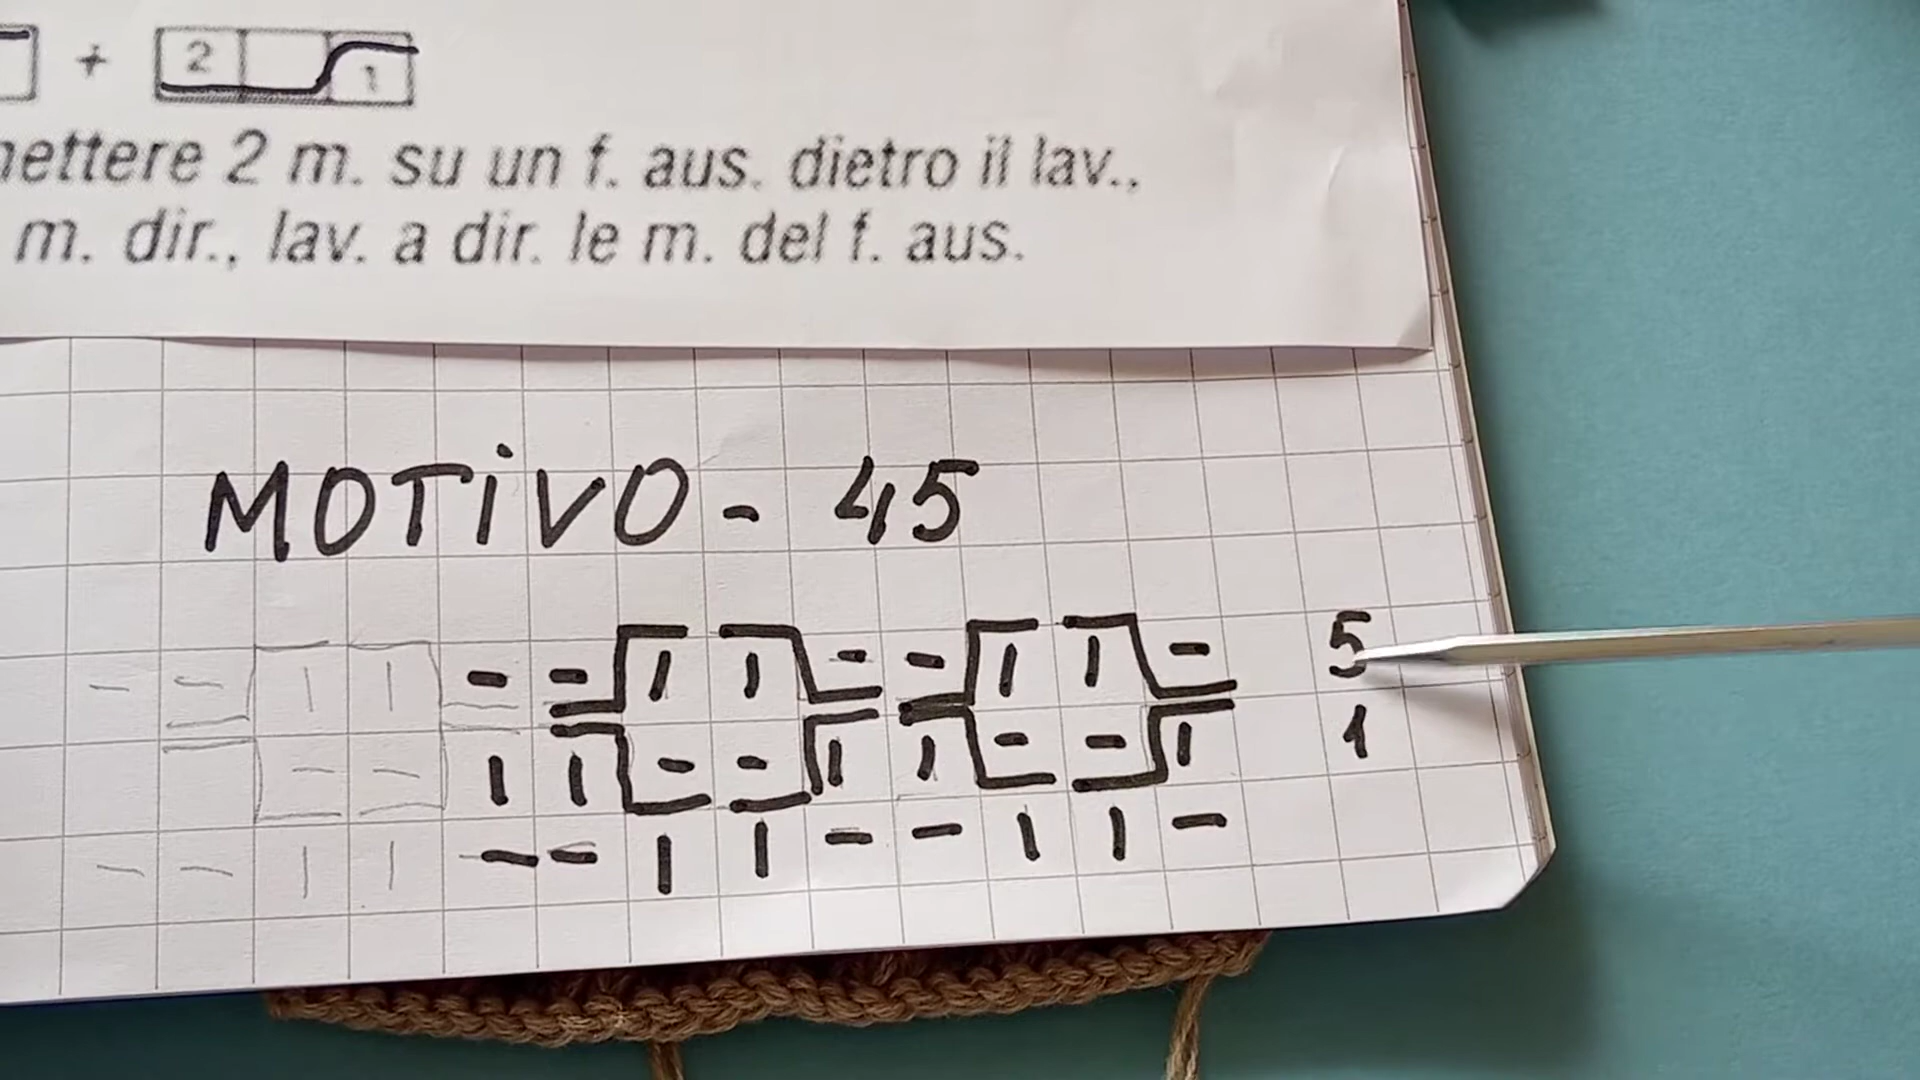 + 2 1
mettere 2 m. su un f. aus. dietro il lav.,
m. dir., lav. a dir. le m. del f. aus.
MOTiVO - 45
- - I I - - I I - - I I - 5
- - I I I - - I I - - I 1
- - I I - - I I - - I I -